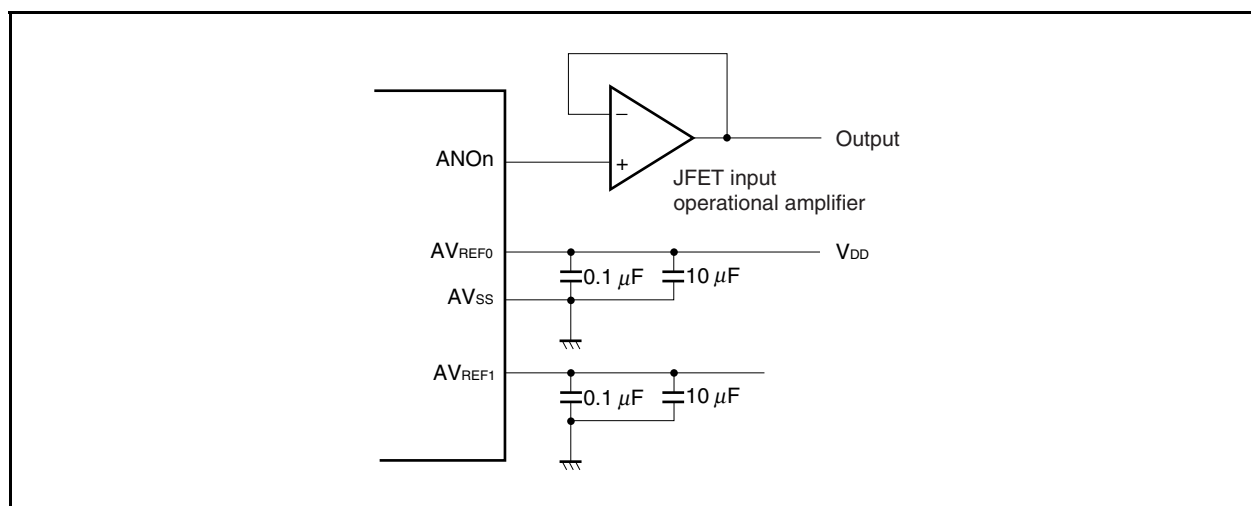 ANOn
−
+
Output
JFET input
operational amplifier
AVREF0
VDD
0.1 μF
10 μF
AVSS
AVREF1
0.1 μF
10 μF